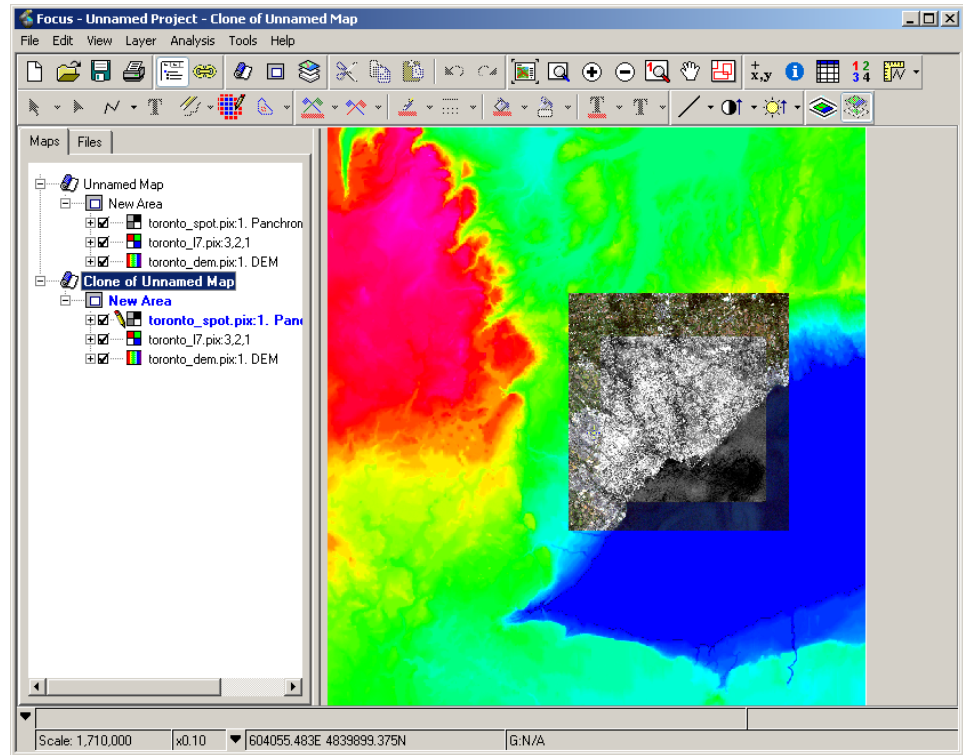 Focus - Unnamed Project - Clone of Unnamed Map
File Edit View Layer Analysis Tools Help
x,y
1 2
3 4
Maps Files
Unnamed Map
New Area
toronto_spot.pix:1. Panchron
toronto_l7.pix:3,2,1
toronto_dem.pix:1. DEM
Clone of Unnamed Map
New Area
toronto_spot.pix:1. Pan
toronto_l7.pix:3,2,1
toronto_dem.pix:1. DEM
Scale: 1,710,000 x0.10 604055.483E 4839899.375N G:N/A